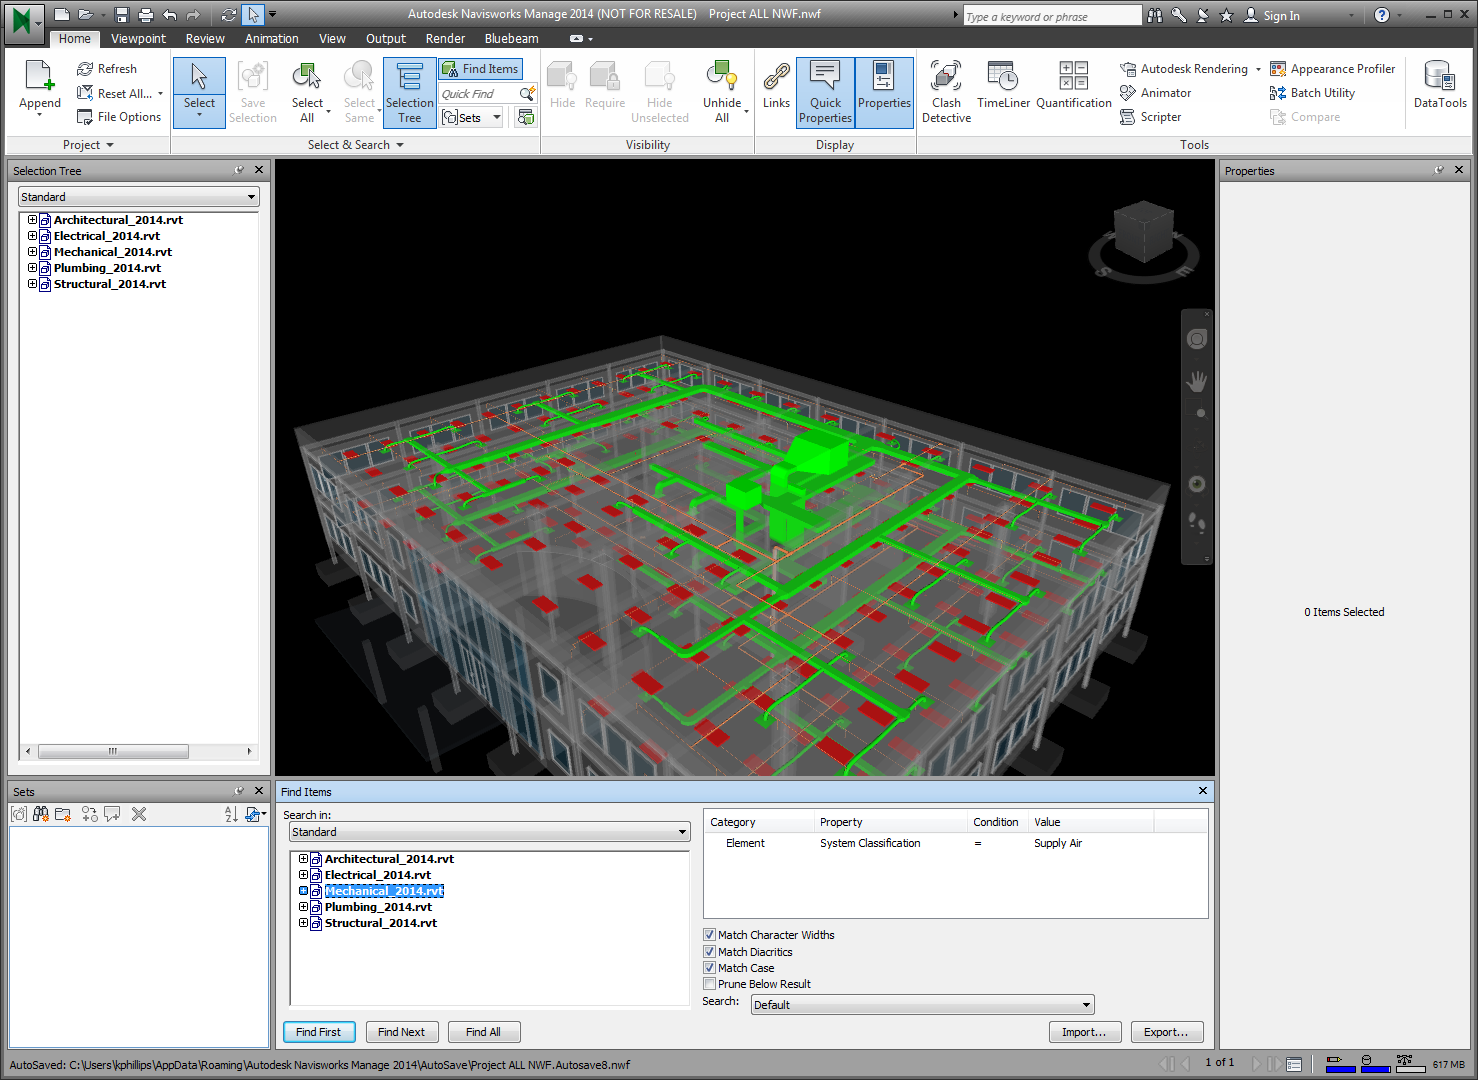 Autodesk Navisworks Manage 2014 (NOT FOR RESALE) Project ALL NWF.nwf
Type a keyword or phrase
Sign In
Home Viewpoint Review Animation View Output Render Bluebeam
Append
Refresh
Reset All...
File Options
Project
Select
Save Selection
Select All
Select Same
Selection Tree
Find Items
Quick Find
Sets
Select & Search
Hide
Require
Hide Unselected
Unhide All
Visibility
Links
Quick Properties
Properties
Display
Clash Detective
TimeLiner
Quantification
Autodesk Rendering
Animator
Scripter
Appearance Profiler
Batch Utility
Compare
DataTools
Tools
Selection Tree
Standard
Architectural_2014.rvt
Electrical_2014.rvt
Mechanical_2014.rvt
Plumbing_2014.rvt
Structural_2014.rvt
S
E
Properties
0 Items Selected
Sets
Find Items
Search in:
Standard
Architectural_2014.rvt
Electrical_2014.rvt
Mechanical_2014.rvt
Plumbing_2014.rvt
Structural_2014.rvt
Category Property Condition Value
Element System Classification = Supply Air
Match Character Widths
Match Diacritics
Match Case
Prune Below Result
Search: Default
Find First Find Next Find All Import... Export...
AutoSaved: C:\Users\kphillips\AppData\Roaming\Autodesk Navisworks Manage 2014\AutoSave\Project ALL NWF.Autosave8.nwf
1 of 1
617 MB